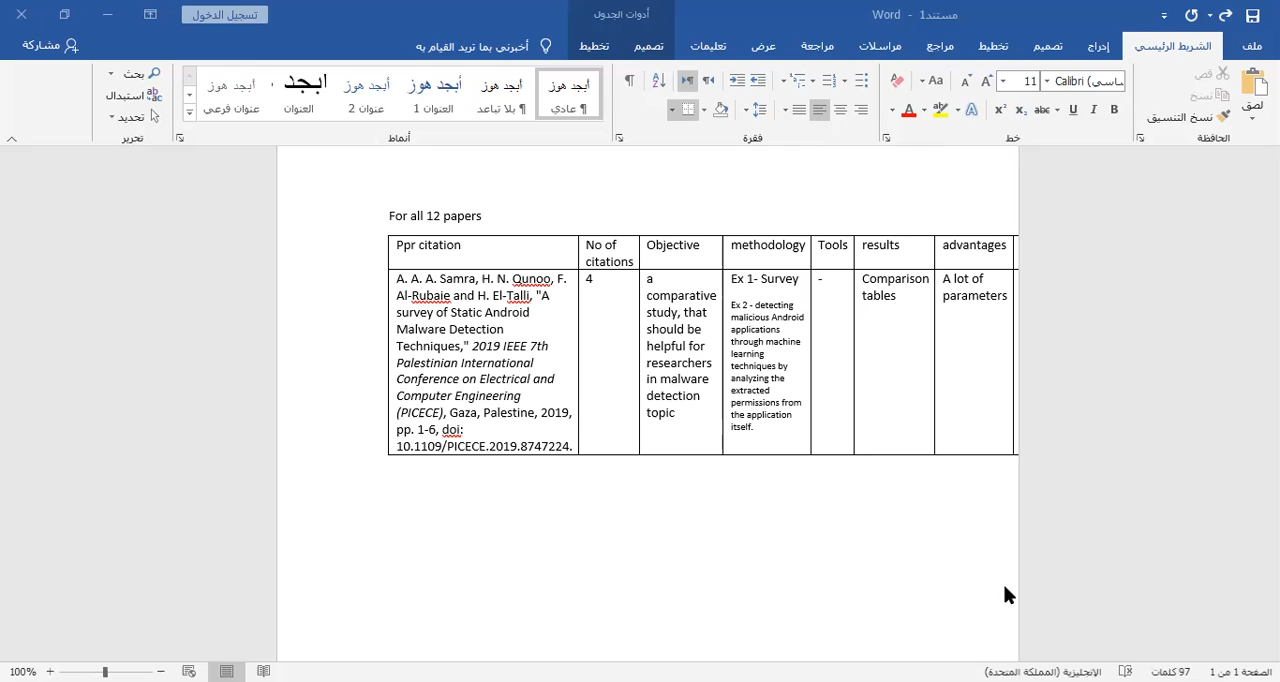 تسجيل الدخول
أدوات الجدول
مستند1 - Word
ملف
الشريط الرئيسي
إدراج
تصميم
تخطيط
مراجع
مراسلات
مراجعة
عرض
تعليمات
تصميم
تخطيط
أخبرني بما تريد القيام به
مشاركة
لصق
قص
نسخ
نسخ التنسيق
الحافظة
Calibri (أساسي
11
Aa
B I U abc x₂ x²
خط
فقرة
أبجد هوز
¶ عادي
أبجد هوز
¶ بلا تباعد
أبجد هوز
العنوان 1
أبجد هوز
عنوان 2
ابجد
العنوان
أبجد هوز
عنوان فرعي
أنماط
بحث
استبدال
تحديد
تحرير
For all 12 papers
Ppr citation
No of
citations
Objective
methodology
Tools
results
advantages
A. A. A. Samra, H. N. Qunoo, F.
Al-Rubaie and H. El-Talli, "A
survey of Static Android
Malware Detection
Techniques," 2019 IEEE 7th
Palestinian International
Conference on Electrical and
Computer Engineering
(PICECE), Gaza, Palestine, 2019,
pp. 1-6, doi:
10.1109/PICECE.2019.8747224.
4
a
comparative
study, that
should be
helpful for
researchers
in malware
detection
topic
Ex 1- Survey
Ex 2 - detecting
malicious Android
applications
through machine
learning
techniques by
analyzing the
extracted
permissions from
the application
itself.
-
Comparison
tables
A lot of
parameters
الصفحة 1 من 1
97 كلمات
الإنجليزية (المملكة المتحدة)
100%